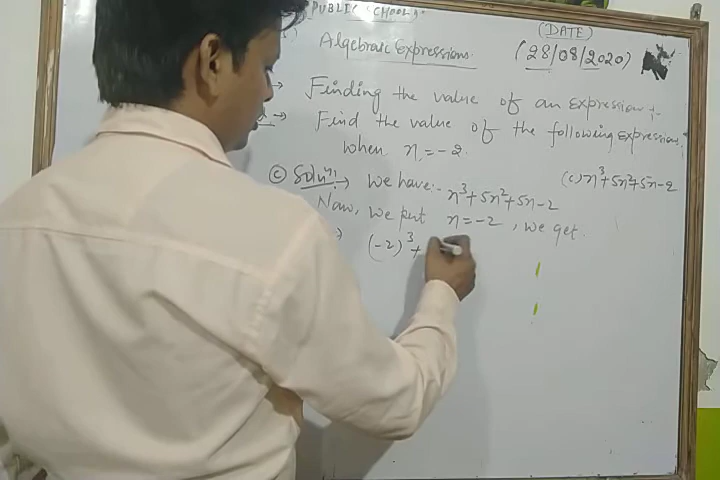 PUBLIC SCHOOL
(DATE)
Algebraic Expressions
(28/08/2020)
→ Finding the value of an expression:-
→ Find the value of the following expressions,
when n = -2.
(c) n³+5n²+5n-2
(c) Soluⁿ:→ We have:- n³+5n²+5n-2
Now, we put n=-2, we get.
(-2)³+